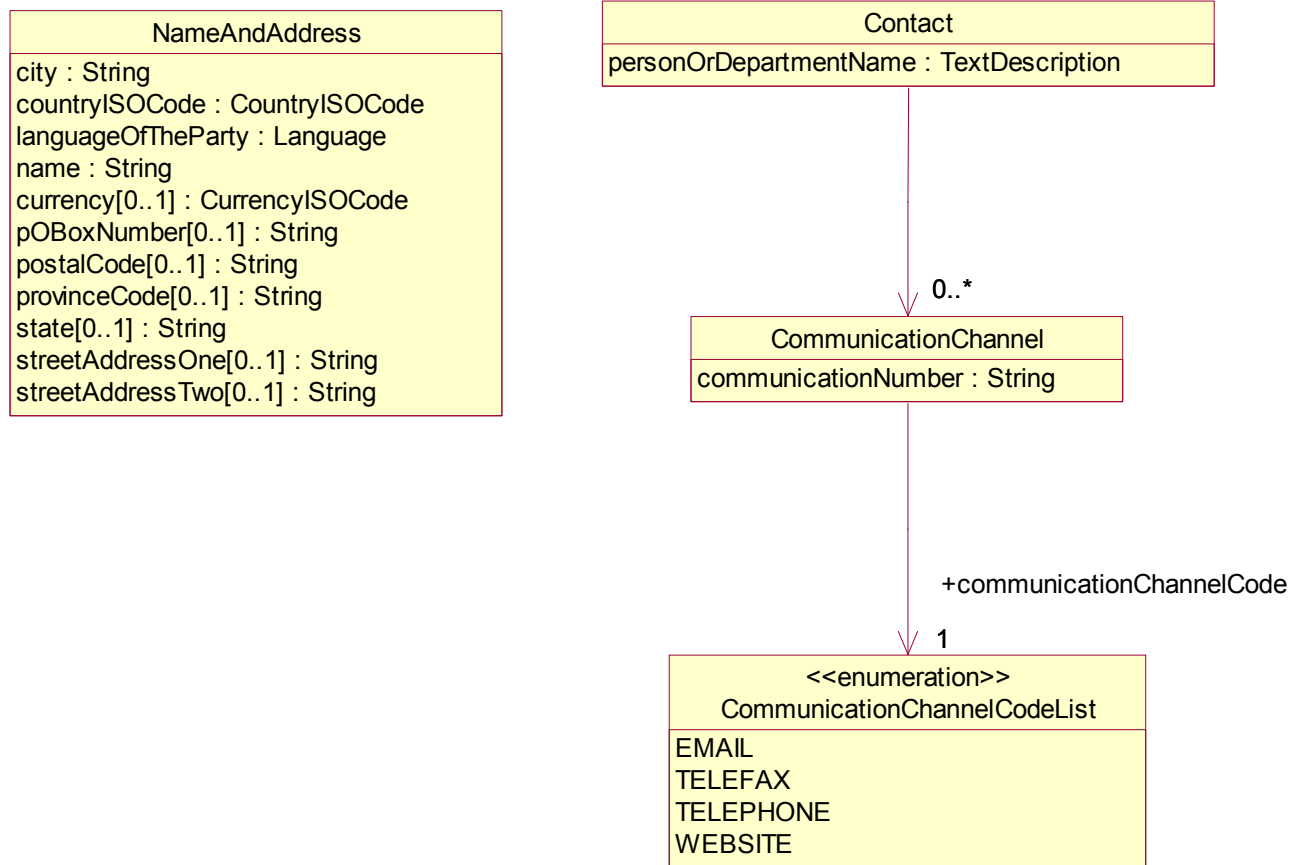 NameAndAddress
city : String
countryISOCode : CountryISOCode
languageOfTheParty : Language
name : String
currency[0..1] : CurrencyISOCode
pOBoxNumber[0..1] : String
postalCode[0..1] : String
provinceCode[0..1] : String
state[0..1] : String
streetAddressOne[0..1] : String
streetAddressTwo[0..1] : String
Contact
personOrDepartmentName : TextDescription
0..*
CommunicationChannel
communicationNumber : String
+communicationChannelCode
1
<<enumeration>>
CommunicationChannelCodeList
EMAIL
TELEFAX
TELEPHONE
WEBSITE